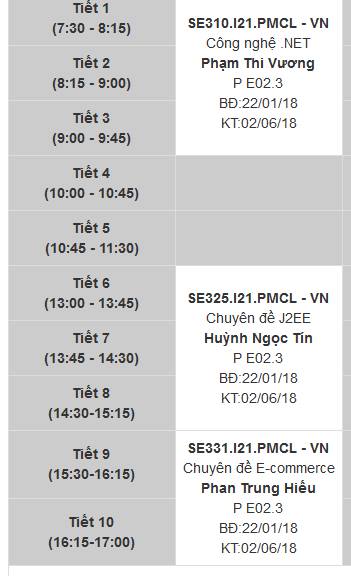 Tiết 1
(7:30 - 8:15)
Tiết 2
(8:15 - 9:00)
Tiết 3
(9:00 - 9:45)
SE310.I21.PMCL - VN
Công nghệ .NET
Phạm Thi Vương
P E02.3
BĐ:22/01/18
KT:02/06/18
Tiết 4
(10:00 - 10:45)
Tiết 5
(10:45 - 11:30)
Tiết 6
(13:00 - 13:45)
Tiết 7
(13:45 - 14:30)
Tiết 8
(14:30-15:15)
SE325.I21.PMCL - VN
Chuyên đề J2EE
Huỳnh Ngọc Tín
P E02.3
BĐ:22/01/18
KT:02/06/18
Tiết 9
(15:30-16:15)
Tiết 10
(16:15-17:00)
SE331.I21.PMCL - VN
Chuyên đề E-commerce
Phan Trung Hiếu
P E02.3
BĐ:22/01/18
KT:02/06/18